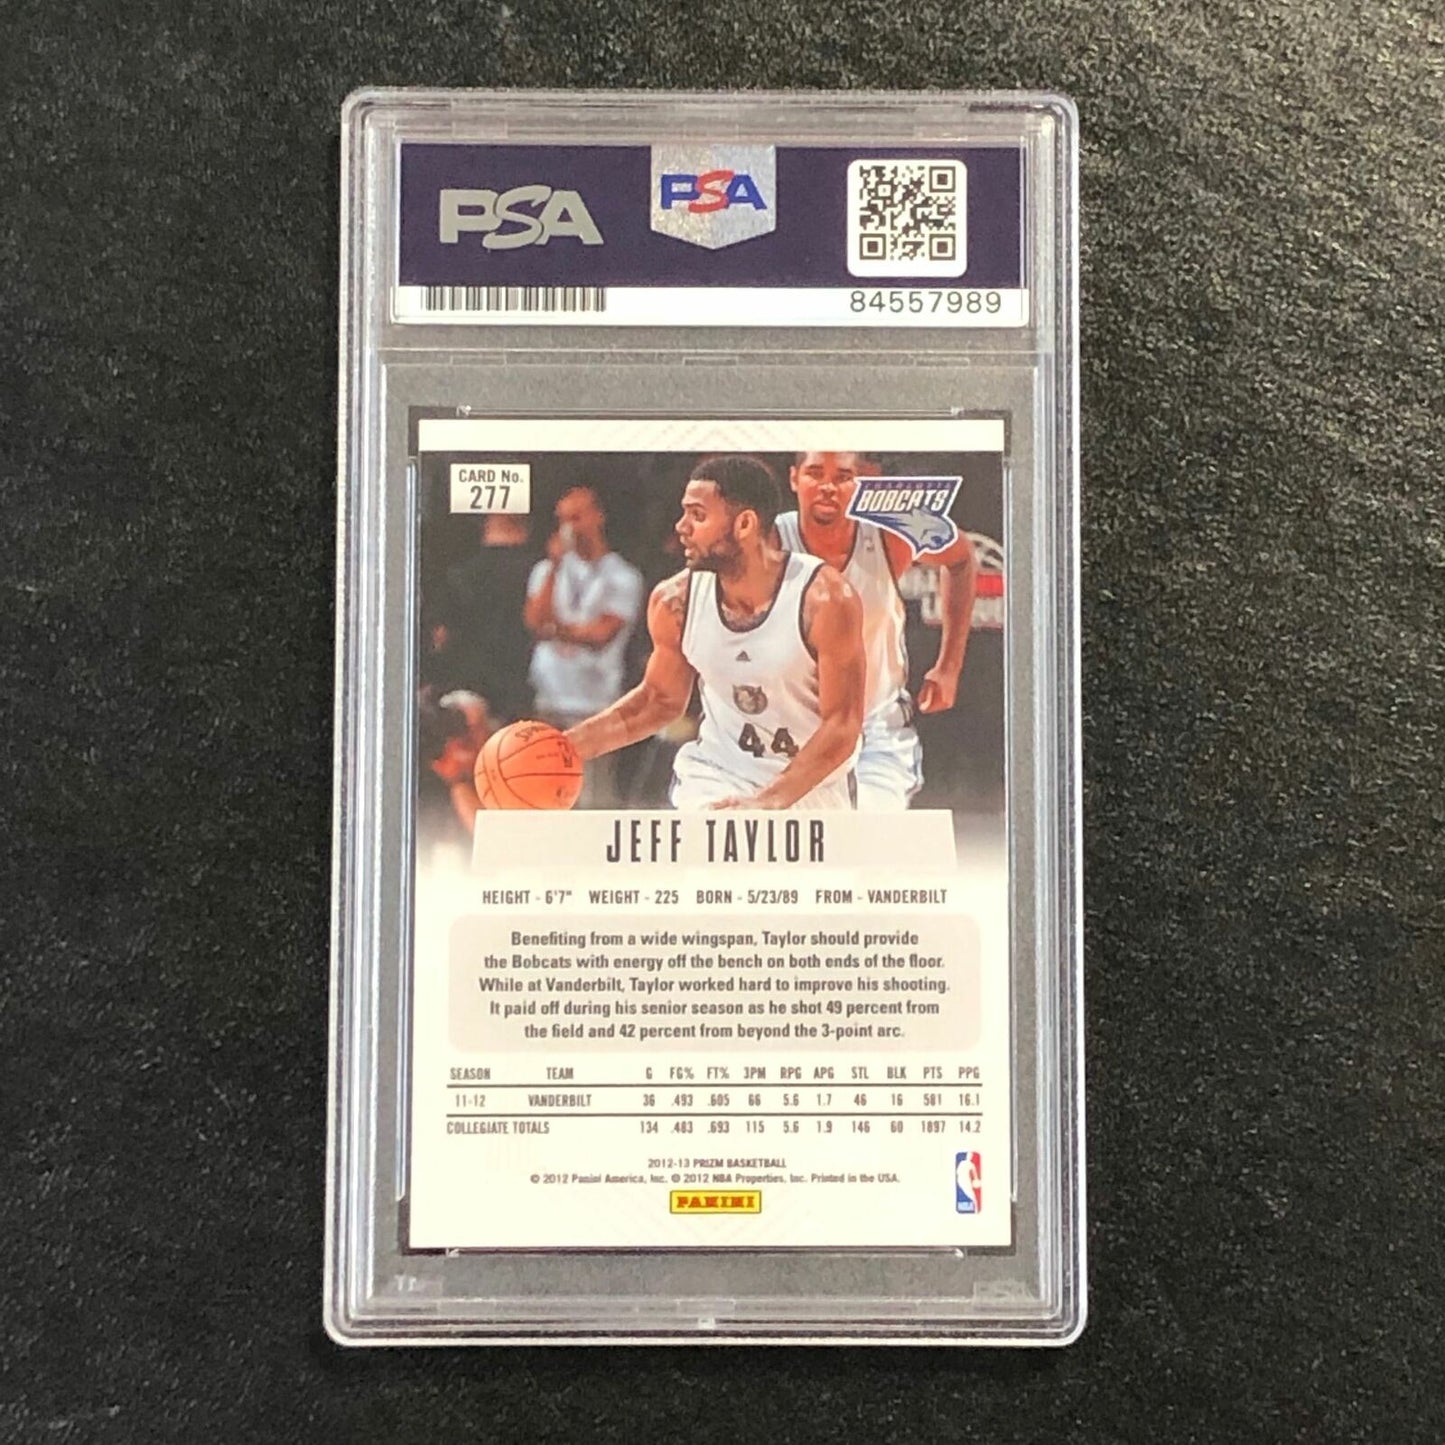 PSA
PSA
84557989
CARD No.
277
CHARLOTTE
BOBCATS
44
JEFF TAYLOR
HEIGHT - 6'7" WEIGHT - 225 BORN - 5/23/89 FROM - VANDERBILT
Benefiting from a wide wingspan, Taylor should provide
the Bobcats with energy off the bench on both ends of the floor.
While at Vanderbilt, Taylor worked hard to improve his shooting.
It paid off during his senior season as he shot 49 percent from
the field and 42 percent from beyond the 3-point arc.
SEASON TEAM G FG% FT% 3PM RPG APG STL BLK PTS PPG
11-12 VANDERBILT 36 .493 .605 66 5.6 1.7 46 16 581 16.1
COLLEGIATE TOTALS 134 .483 .693 115 5.6 1.9 146 60 1897 14.2
2012-13 PRIZM BASKETBALL
© 2012 Panini America, Inc. © 2012 NBA Properties, Inc. Printed in the USA.
PANINI
NBA